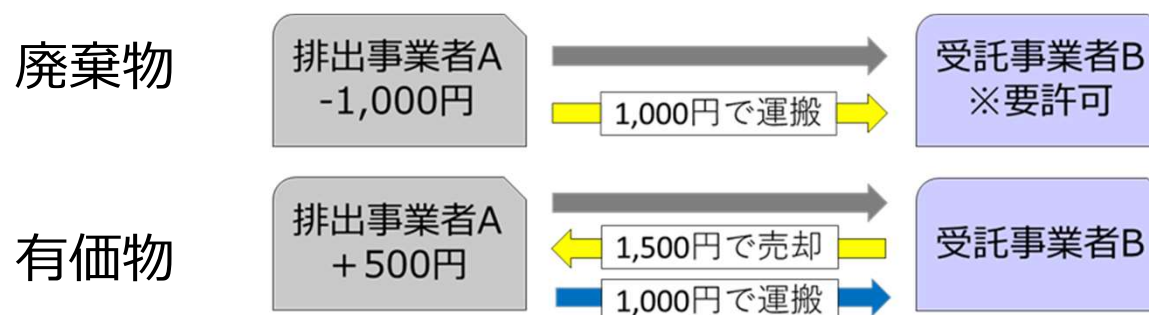 廃棄物
排出事業者A
-1,000円
1,000円で運搬
受託事業者B
※要許可
有価物
排出事業者A
+500円
1,500円で売却
1,000円で運搬
受託事業者B